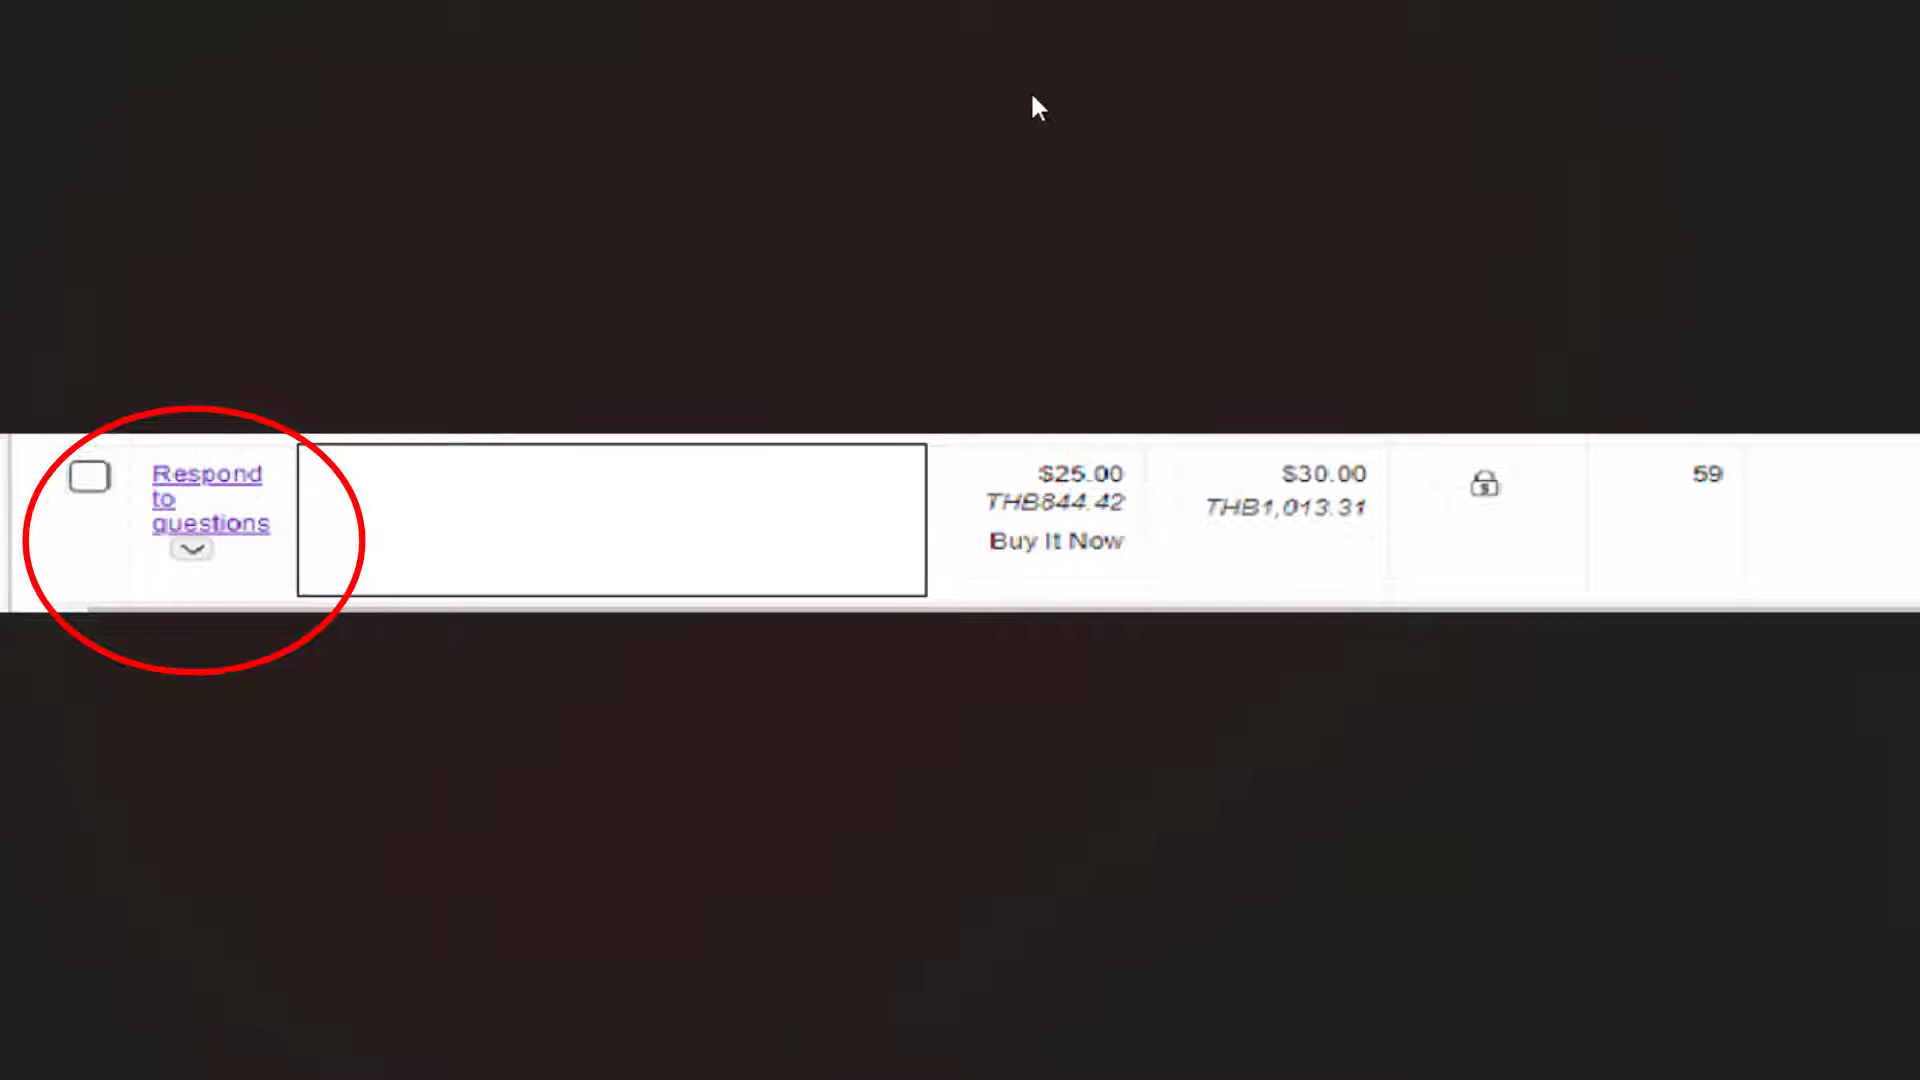 Respond
to
questions
$25.00
THB844.42
Buy It Now
$30.00
THB1,013.31
59